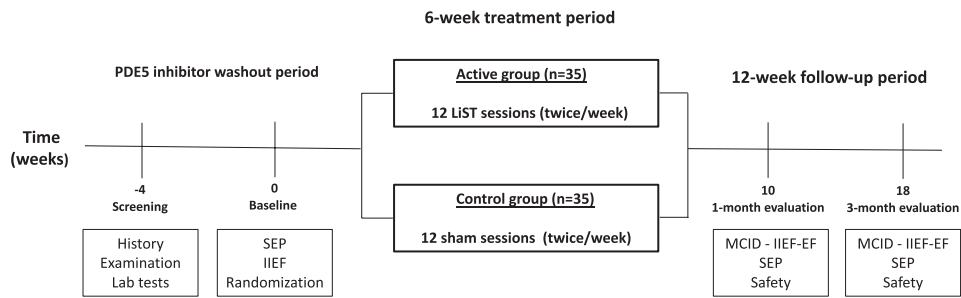 6-week treatment period
PDE5 inhibitor washout period
Active group (n=35)
12 LiST sessions (twice/week)
12-week follow-up period
Time
(weeks)
-4
Screening
0
Baseline
Control group (n=35)
12 sham sessions (twice/week)
10
1-month evaluation
18
3-month evaluation
History
Examination
Lab tests
SEP
IIEF
Randomization
MCID - IIEF-EF
SEP
Safety
MCID - IIEF-EF
SEP
Safety